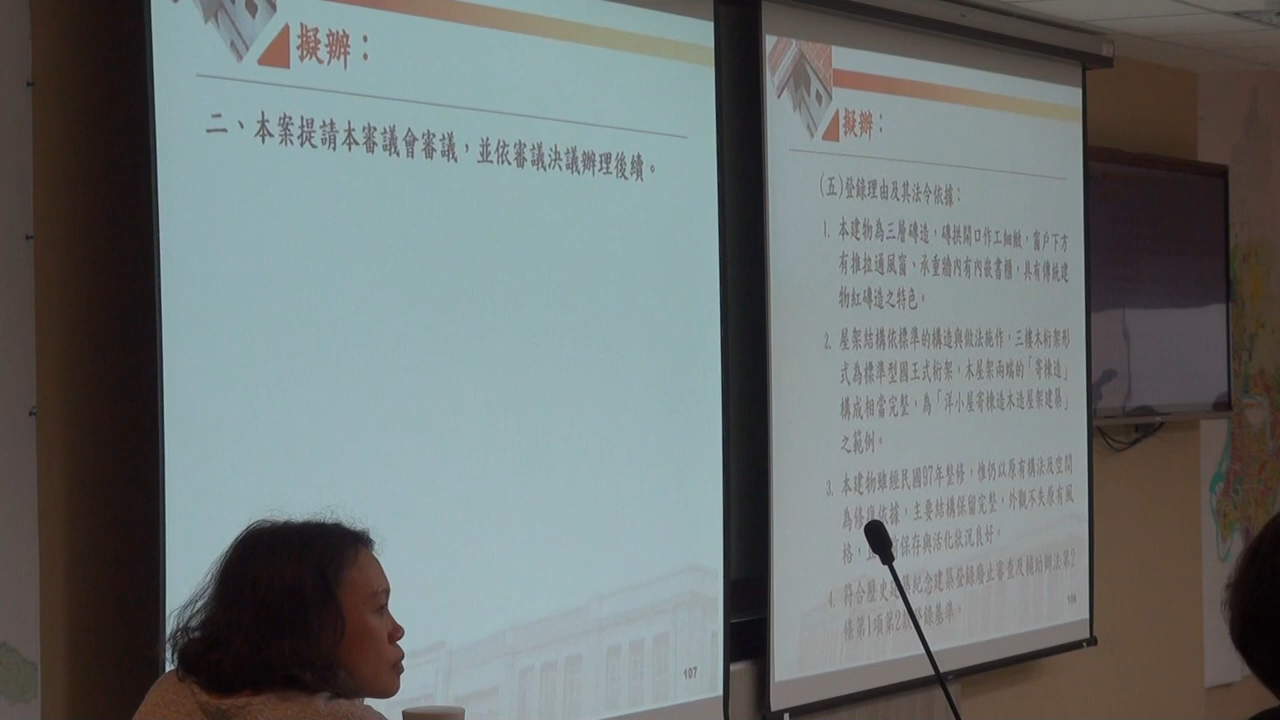 擬辦：
二、本案提請本審議會審議，並依審議決議辦理後續。
107
擬辦：
(五)登錄理由及其法令依據：
1. 本建物為三層磚造，磚拱開口作工細緻，窗戶下方
有推拉通風窗、承重牆內有內嵌書櫃，具有傳統建
物紅磚造之特色。
2. 屋架結構依標準的構造與做法施作，三樓木桁架形
式為標準型國王式桁架，木屋架兩端的「寄棟造」
構成相當完整，為「洋小屋寄棟造木造屋架建築」
之範例。
3. 本建物雖經民國97年整修，惟仍以原有構法及空間
為修復依據，主要結構保留完整，外觀不失原有風
格，前保存與活化狀況良好。
4. 符合歷史建築紀念建築登錄廢止審查及輔助辦法第2
條第1項第2款登錄基準。
106